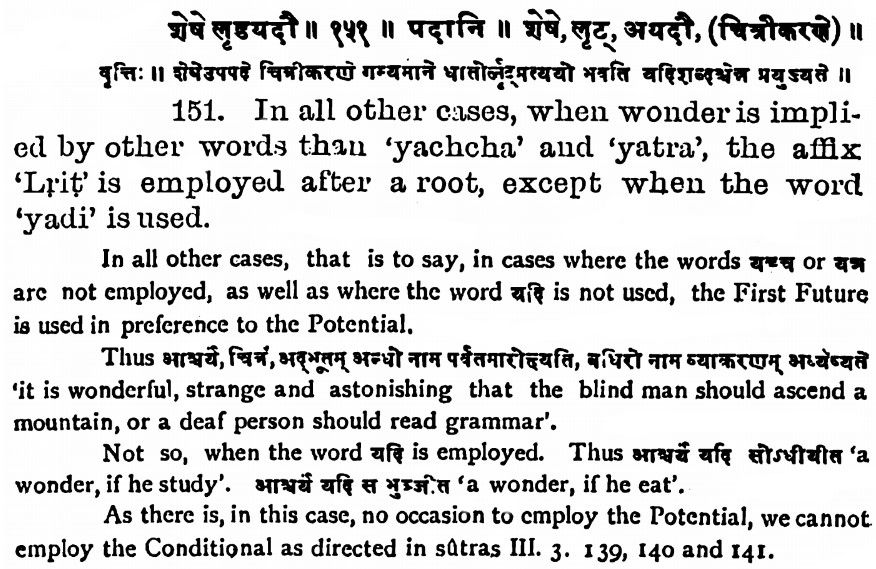 शेषे लृडयदौ ॥ १५१ ॥ पदानि ॥ शेषे, लृट्, अयदौ, (चित्रीकरणे) ॥
वृत्तिः ॥ शेषेउपपदे चित्रीकरणे गम्यमाने धातोर्लृट्प्रत्ययो भवति यदिशब्दश्चेन्न प्रयुज्यते ॥
151. In all other cases, when wonder is impli-
ed by other words than 'yachcha' and 'yatra', the affix
'Lṛiṭ' is employed after a root, except when the word
'yadi' is used.
In all other cases, that is to say, in cases where the words यच्च or यत्र
are not employed, as well as where the word यदि is not used, the First Future
is used in preference to the Potential.
Thus आश्चर्यं, चित्रं, अद्भूतम् अन्धो नाम पर्वतमारोक्ष्यति, बधिरो नाम व्याकरणम् अध्येष्यते
'it is wonderful, strange and astonishing that the blind man should ascend a
mountain, or a deaf person should read grammar'.
Not so, when the word यदि is employed. Thus आश्चर्यं यदि सोऽधीयीत 'a
wonder, if he study'. आश्चर्यं यदि स भुञ्जीत 'a wonder, if he eat'.
As there is, in this case, no occasion to employ the Potential, we cannot
employ the Conditional as directed in sûtras III. 3. 139, 140 and 141.